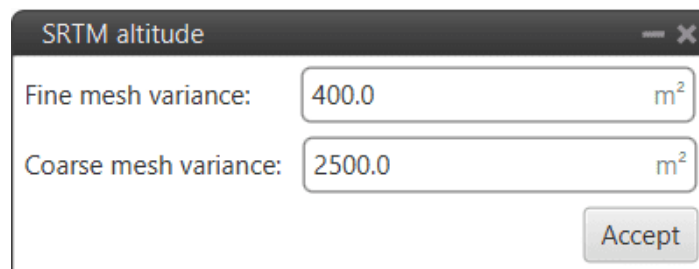 SRTM altitude
Fine mesh variance: 400.0 m²
Coarse mesh variance: 2500.0 m²
Accept